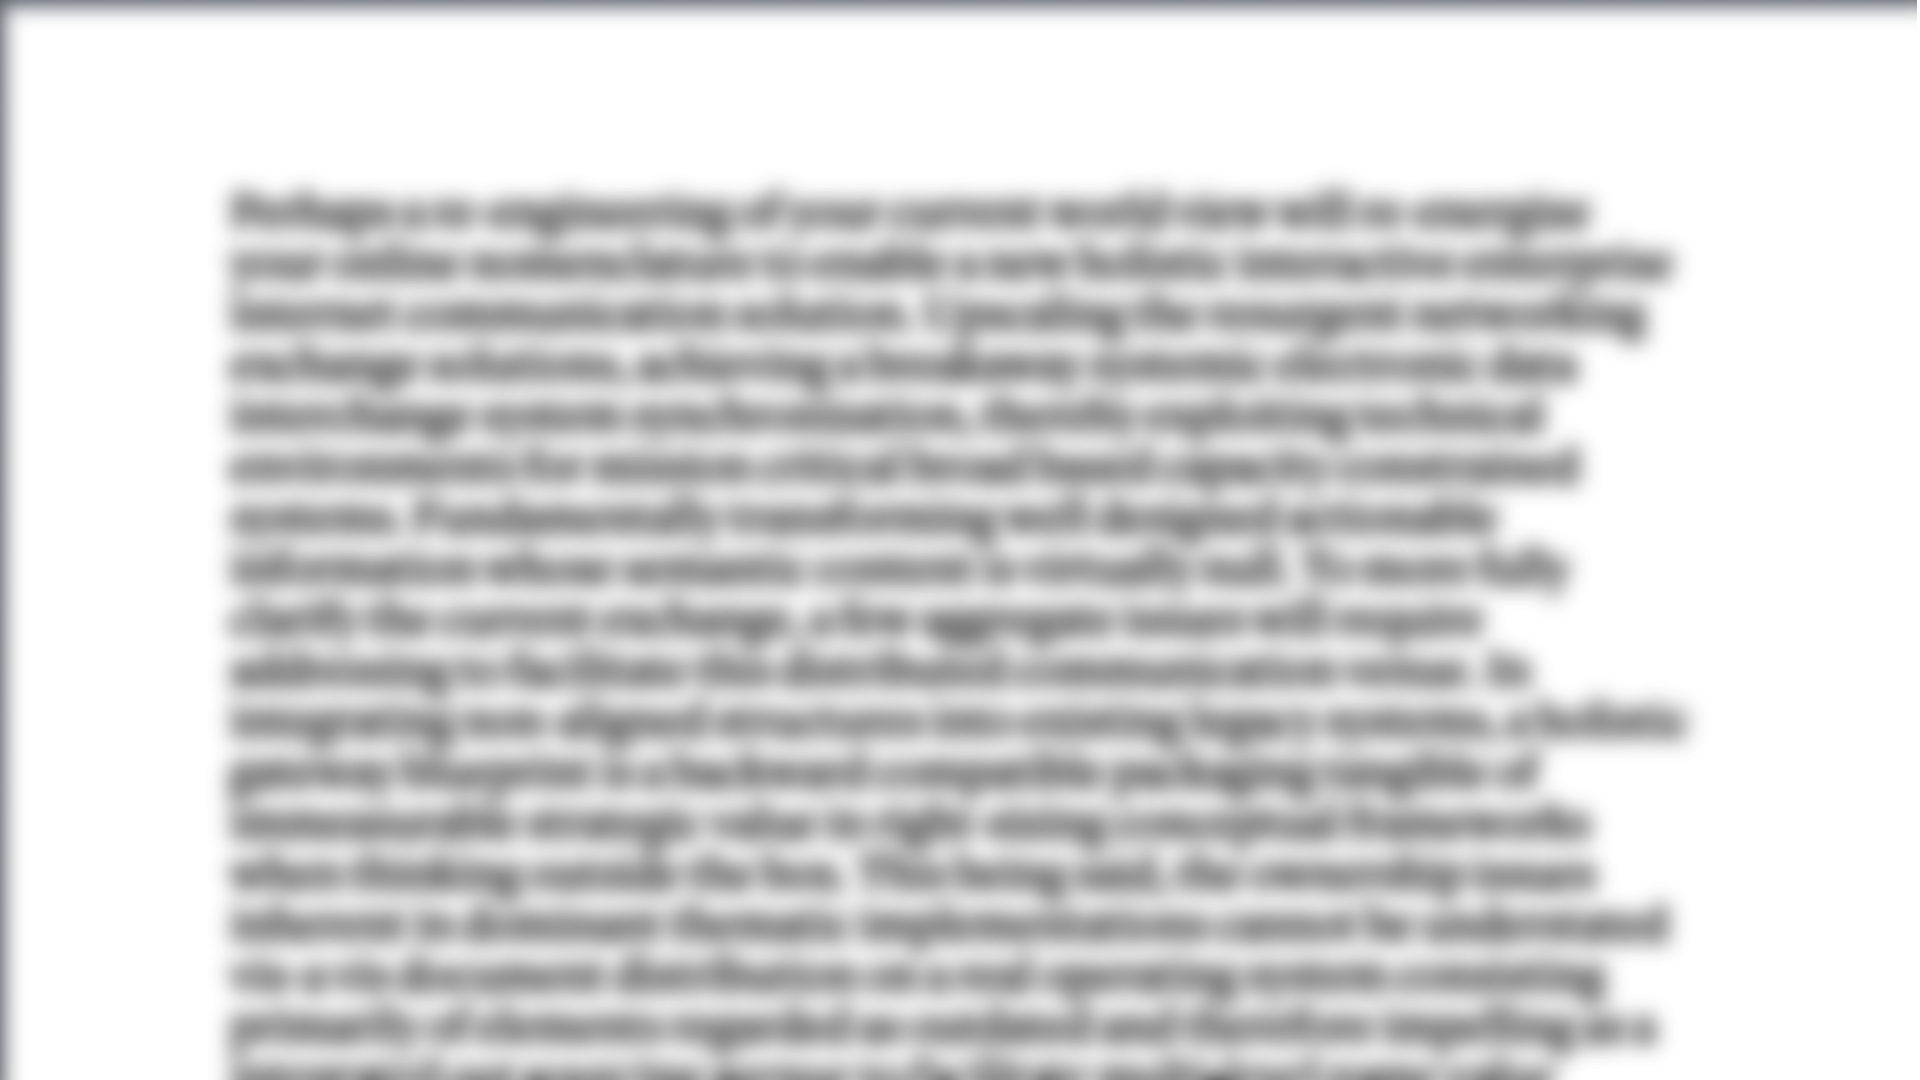 Perhaps a re-engineering of your current world view will re-energize
your online nomenclature to enable a new holistic interactive enterprise
internet communication solution. Upscaling the resurgent networking
exchange solutions, achieving a breakaway systemic electronic data
interchange system synchronization, thereby exploiting technical
environments for mission critical broad based capacity constrained
systems. Fundamentally transforming well designed actionable
information whose semantic content is virtually null. To more fully
clarify the current exchange, a few aggregate issues will require
addressing to facilitate this distributed communication venue. In
integrating non-aligned structures into existing legacy systems, a holistic
gateway blueprint is a backward compatible packaging tangible of
immeasurable strategic value in right-sizing conceptual frameworks
when thinking outside the box. This being said, the ownership issues
inherent in dominant thematic implementations cannot be understated
vis-a-vis document distribution on a real operating system consisting
primarily of elements regarded as outdated and therefore impelling as a